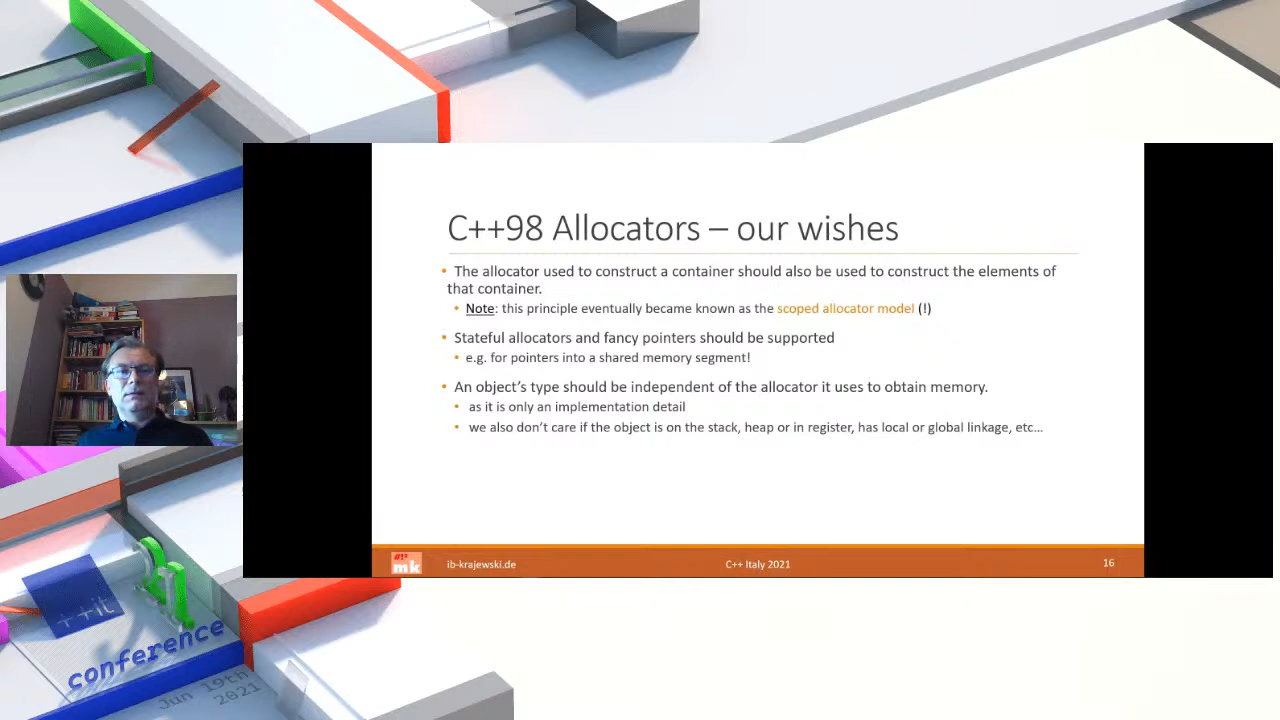 C++98 Allocators – our wishes
• The allocator used to construct a container should also be used to construct the elements of
that container.
• Note: this principle eventually became known as the scoped allocator model (!)
• Stateful allocators and fancy pointers should be supported
• e.g. for pointers into a shared memory segment!
• An object's type should be independent of the allocator it uses to obtain memory.
• as it is only an implementation detail
• we also don't care if the object is on the stack, heap or in register, has local or global linkage, etc…
mk
ib-krajewski.de
C++ Italy 2021
16
++it
conference
Jun 19th
2021